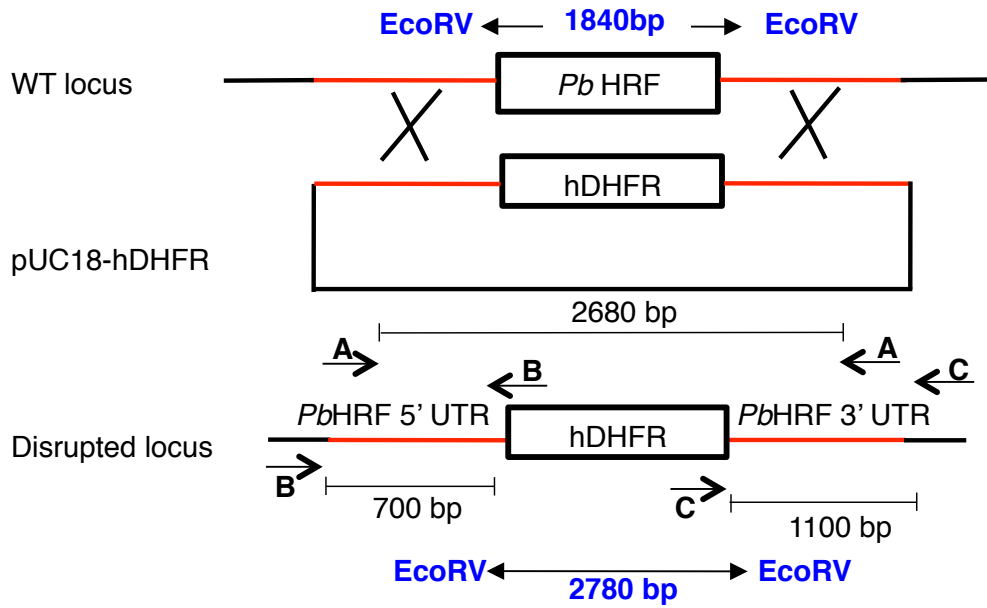 EcoRV 1840bp EcoRV
WT locus
Pb HRF
hDHFR
pUC18-hDHFR
2680 bp
A A
B C
PbHRF 5’ UTR PbHRF 3’ UTR
Disrupted locus hDHFR
B C
700 bp 1100 bp
EcoRV EcoRV
2780 bp